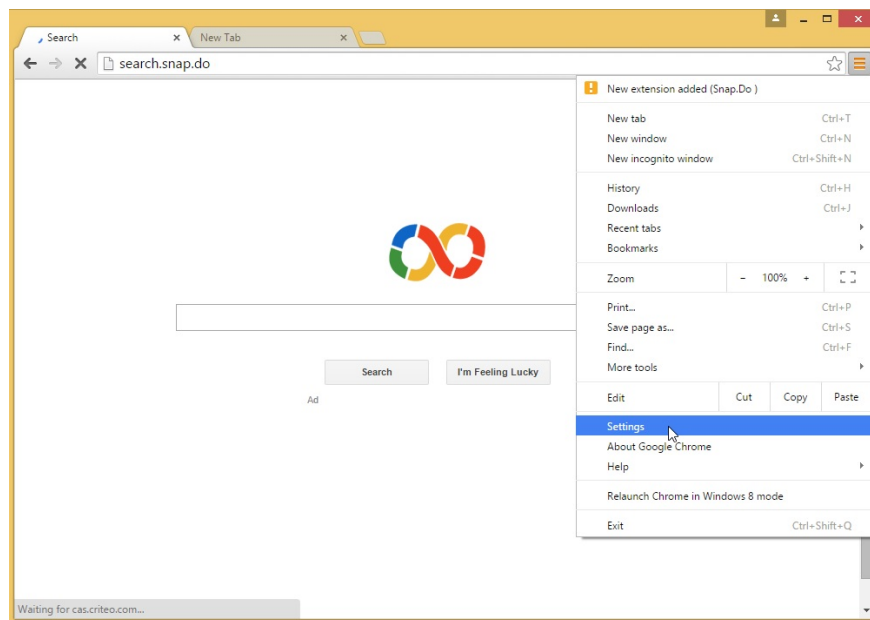 Search New Tab
search.snap.do
New extension added (Snap.Do )
New tab Ctrl+T
New window Ctrl+N
New incognito window Ctrl+Shift+N
History Ctrl+H
Downloads Ctrl+J
Recent tabs
Bookmarks
Zoom - 100% +
Print... Ctrl+P
Save page as... Ctrl+S
Find... Ctrl+F
More tools
Edit Cut Copy Paste
Settings
About Google Chrome
Help
Relaunch Chrome in Windows 8 mode
Exit Ctrl+Shift+Q
Search I'm Feeling Lucky
Ad
Waiting for cas.criteo.com...